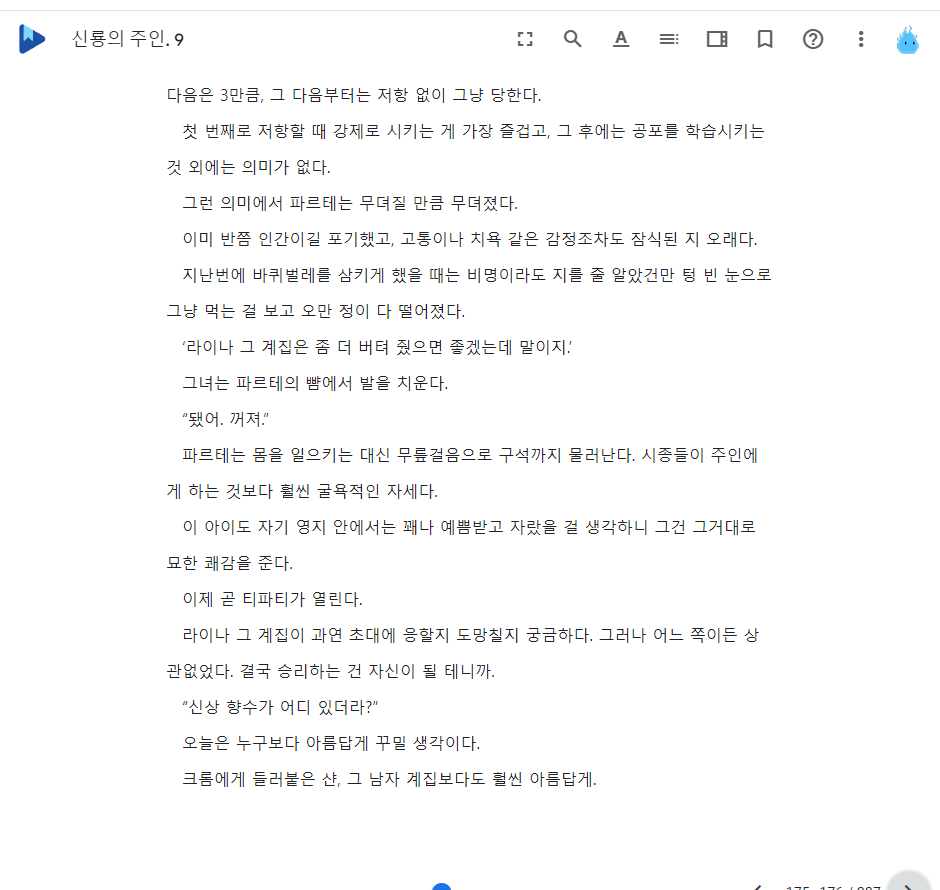 신룡의 주인. 9
다음은 3만큼, 그 다음부터는 저항 없이 그냥 당한다.
첫 번째로 저항할 때 강제로 시키는 게 가장 즐겁고, 그 후에는 공포를 학습시키는
것 외에는 의미가 없다.
그런 의미에서 파르테는 무뎌질 만큼 무뎌졌다.
이미 반쯤 인간이길 포기했고, 고통이나 치욕 같은 감정조차도 잠식된 지 오래다.
지난번에 바퀴벌레를 삼키게 했을 때는 비명이라도 지를 줄 알았건만 텅 빈 눈으로
그냥 먹는 걸 보고 오만 정이 다 떨어졌다.
‘라이나 그 계집은 좀 더 버텨 줬으면 좋겠는데 말이지.’
그녀는 파르테의 뺨에서 발을 치운다.
“됐어. 꺼져.”
파르테는 몸을 일으키는 대신 무릎걸음으로 구석까지 물러난다. 시종들이 주인에
게 하는 것보다 훨씬 굴욕적인 자세다.
이 아이도 자기 영지 안에서는 꽤나 예쁨받고 자랐을 걸 생각하니 그건 그거대로
묘한 쾌감을 준다.
이제 곧 티파티가 열린다.
라이나 그 계집이 과연 초대에 응할지 도망칠지 궁금하다. 그러나 어느 쪽이든 상
관없었다. 결국 승리하는 건 자신이 될 테니까.
“신상 향수가 어디 있더라?”
오늘은 누구보다 아름답게 꾸밀 생각이다.
크롬에게 들러붙은 샨, 그 남자 계집보다도 훨씬 아름답게.